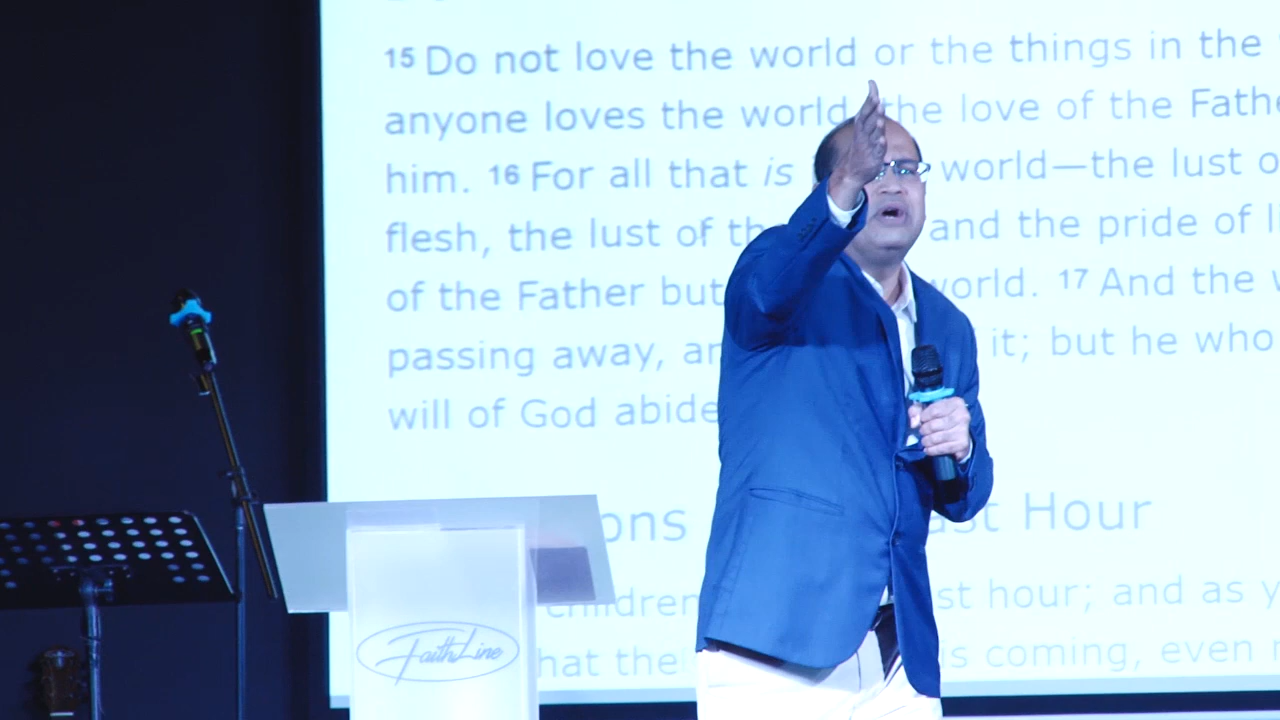 15 Do not love the world or the things in the
anyone loves the world the love of the Fathe
him. 16 For all that is world—the lust o
flesh, the lust of th and the pride of li
of the Father but world. 17 And the w
passing away, an it; but he who
will of God abide
ons ast Hour
children st hour; and as y
hat the is coming, even
FaithLine